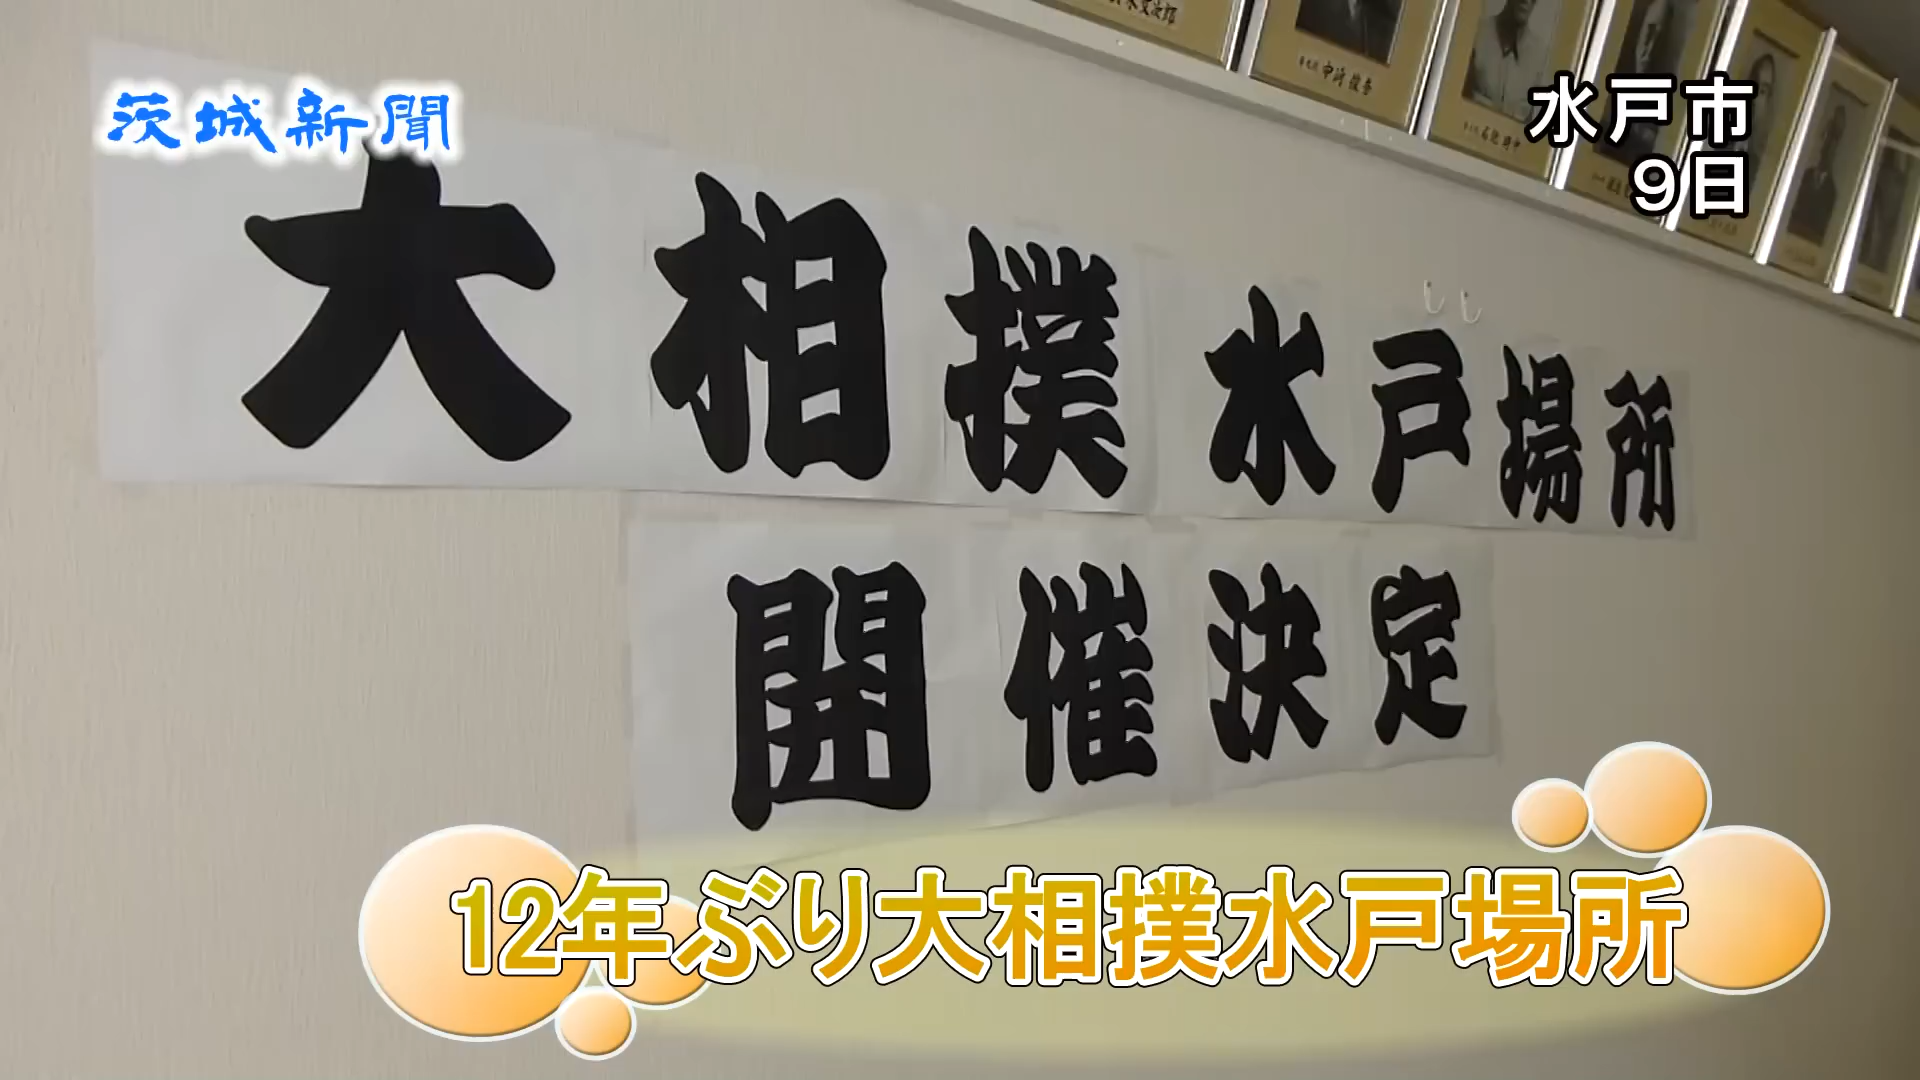 茨城新聞
水戸市
9日
大相撲水戸場所
開催決定
12年ぶり大相撲水戸場所